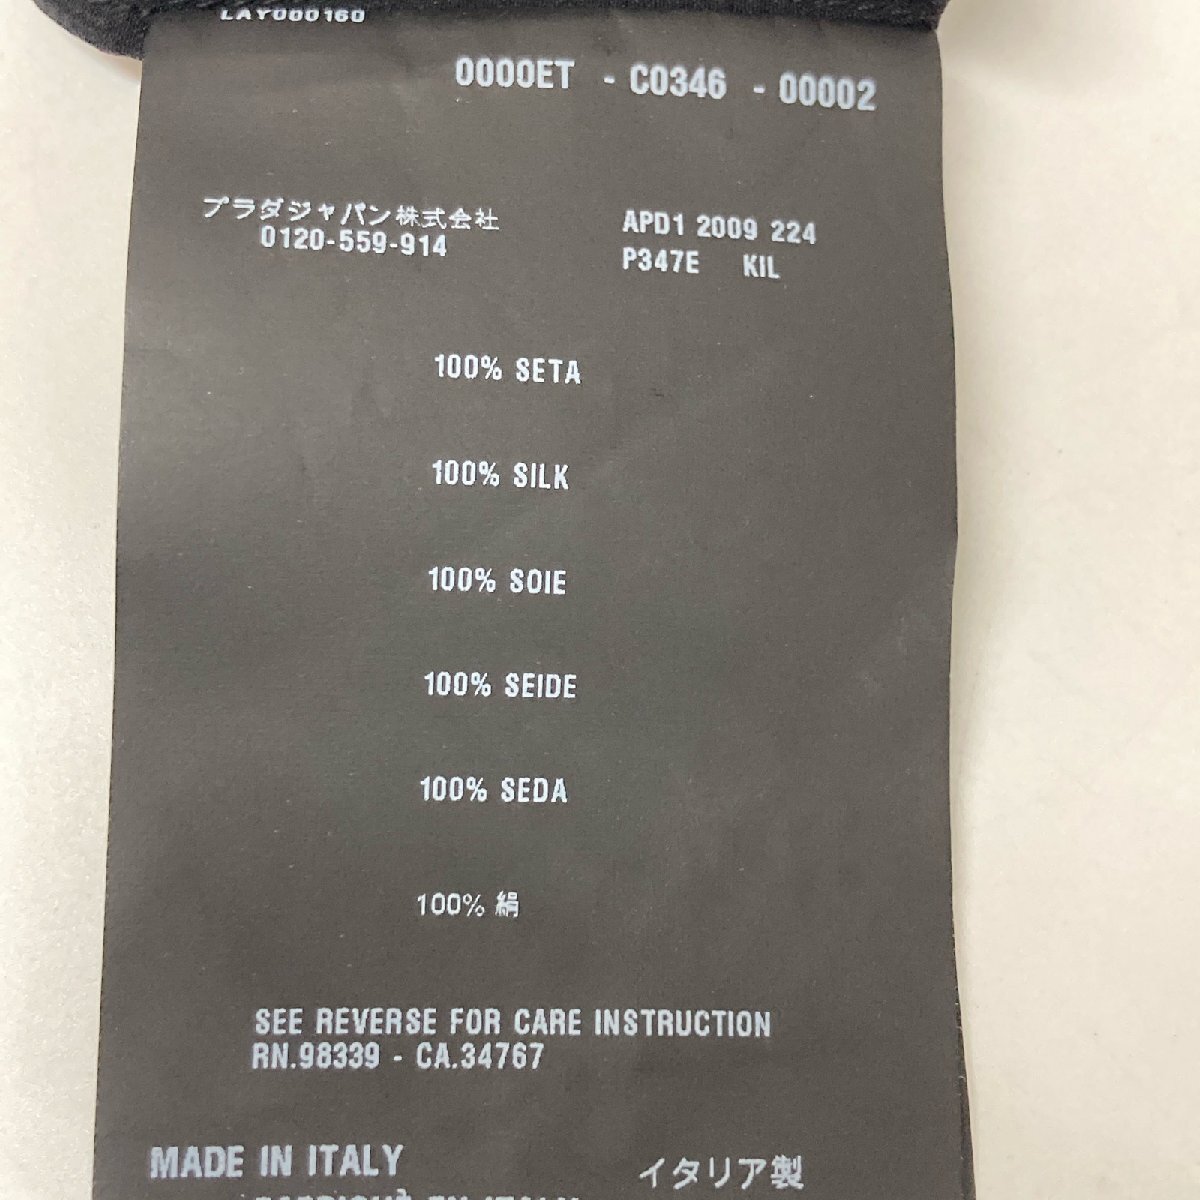 LAY000160
0000ET - C0346 - 00002
プラダジャパン株式会社
0120-559-914
APD1 2009 224
P347E KIL
100% SETA
100% SILK
100% SOIE
100% SEIDE
100% SEDA
100% 絹
SEE REVERSE FOR CARE INSTRUCTION
RN.98339 - CA.34767
MADE IN ITALY
イタリア製